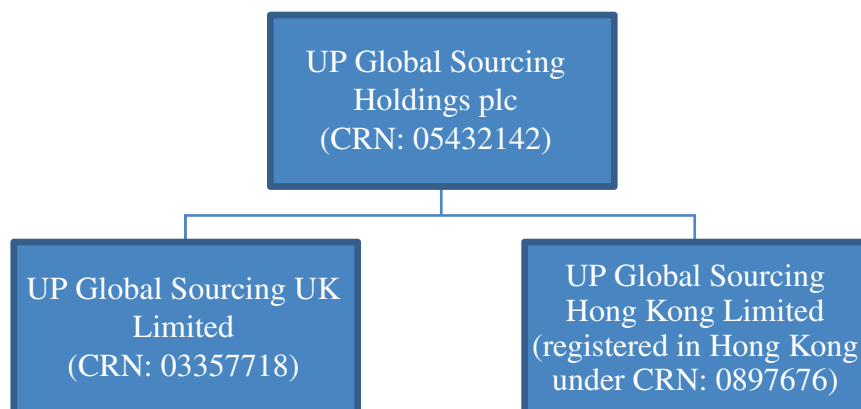 UP Global Sourcing
Holdings plc
(CRN: 05432142)
UP Global Sourcing UK
Limited
(CRN: 03357718)
UP Global Sourcing
Hong Kong Limited
(registered in Hong Kong
under CRN: 0897676)